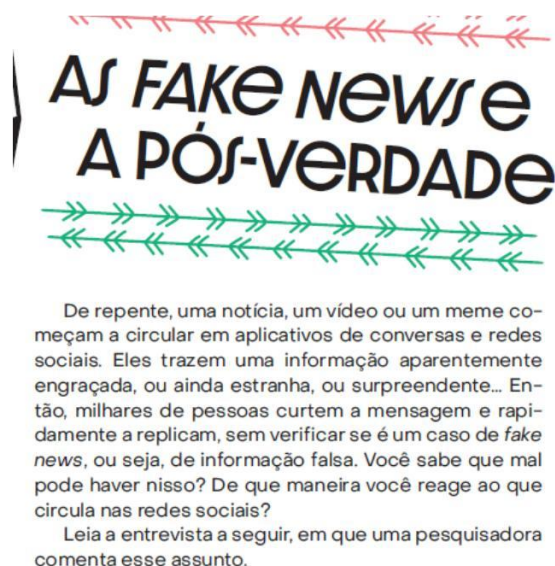 AS FAKE NEWS E
A PÓS-VERDADE
De repente, uma notícia, um vídeo ou um meme co-
meçam a circular em aplicativos de conversas e redes
sociais. Eles trazem uma informação aparentemente
engraçada, ou ainda estranha, ou surpreendente... En-
tão, milhares de pessoas curtem a mensagem e rapi-
damente a replicam, sem verificar se é um caso de fake
news, ou seja, de informação falsa. Você sabe que mal
pode haver nisso? De que maneira você reage ao que
circula nas redes sociais?
Leia a entrevista a seguir, em que uma pesquisadora
comenta esse assunto.